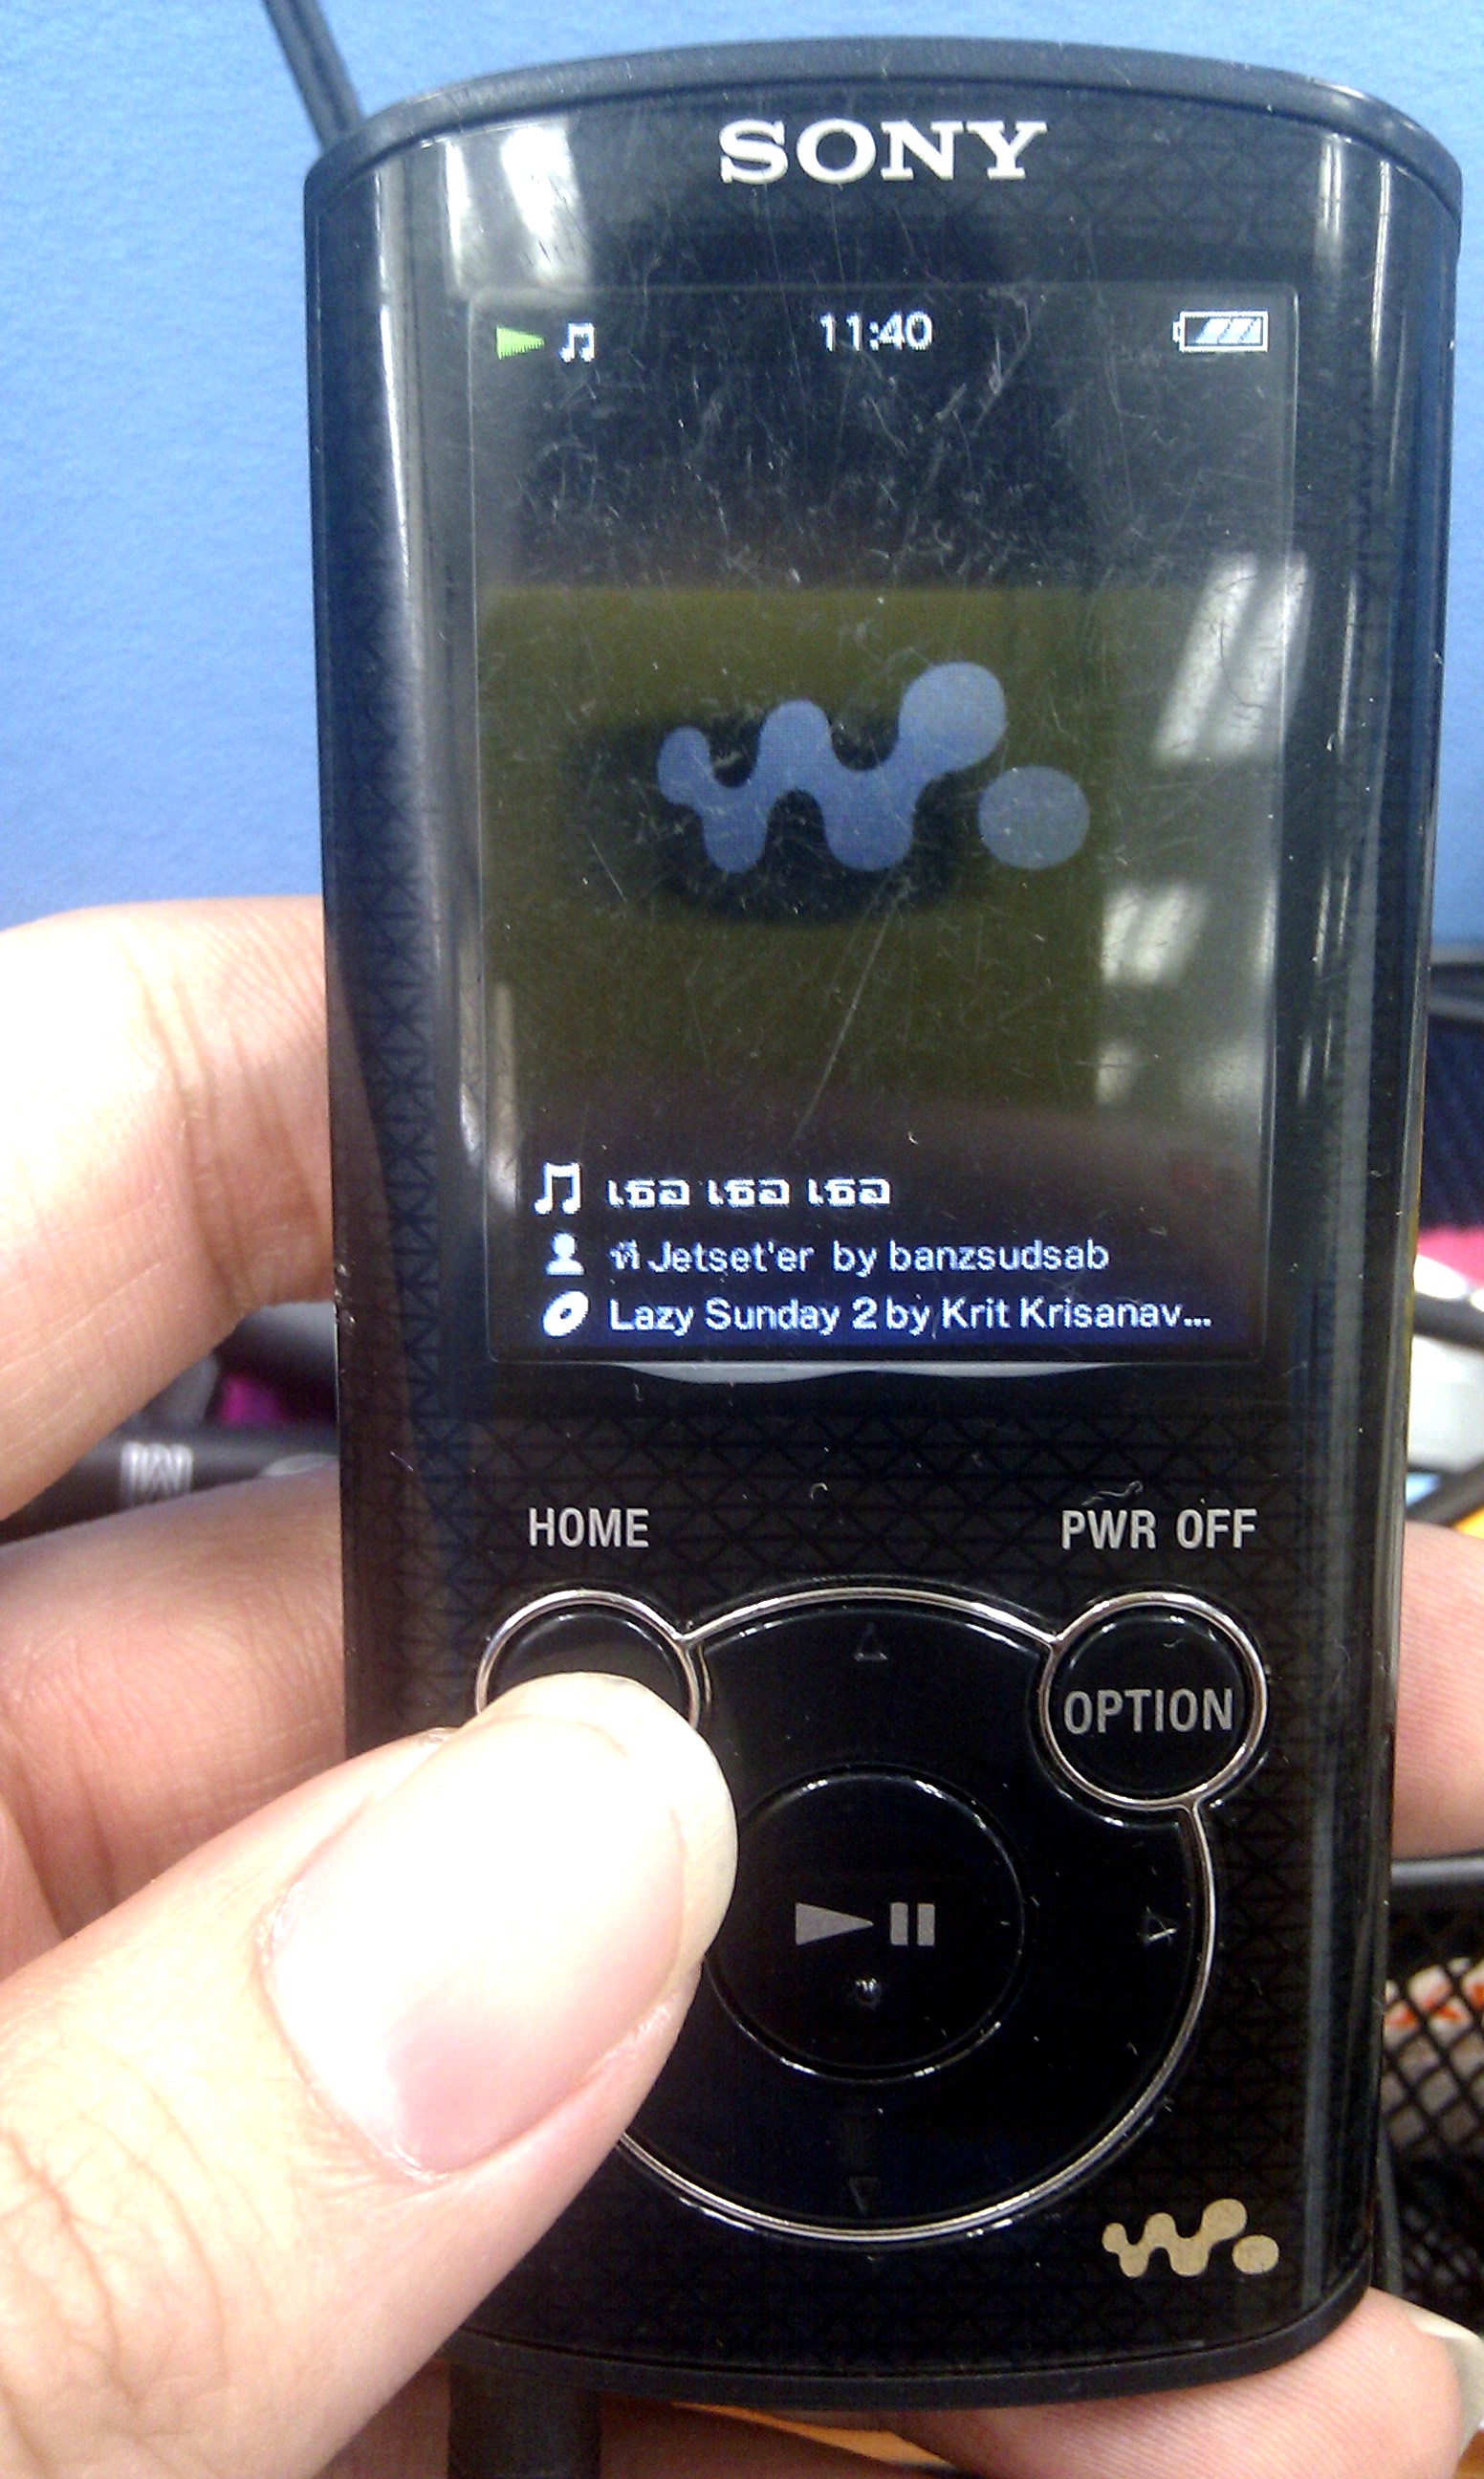 SONY
11:40
เธอ เธอ เธอ
ที Jetset'er by banzsudsab
Lazy Sunday 2 by Krit Krisanav...
HOME
PWR OFF
OPTION